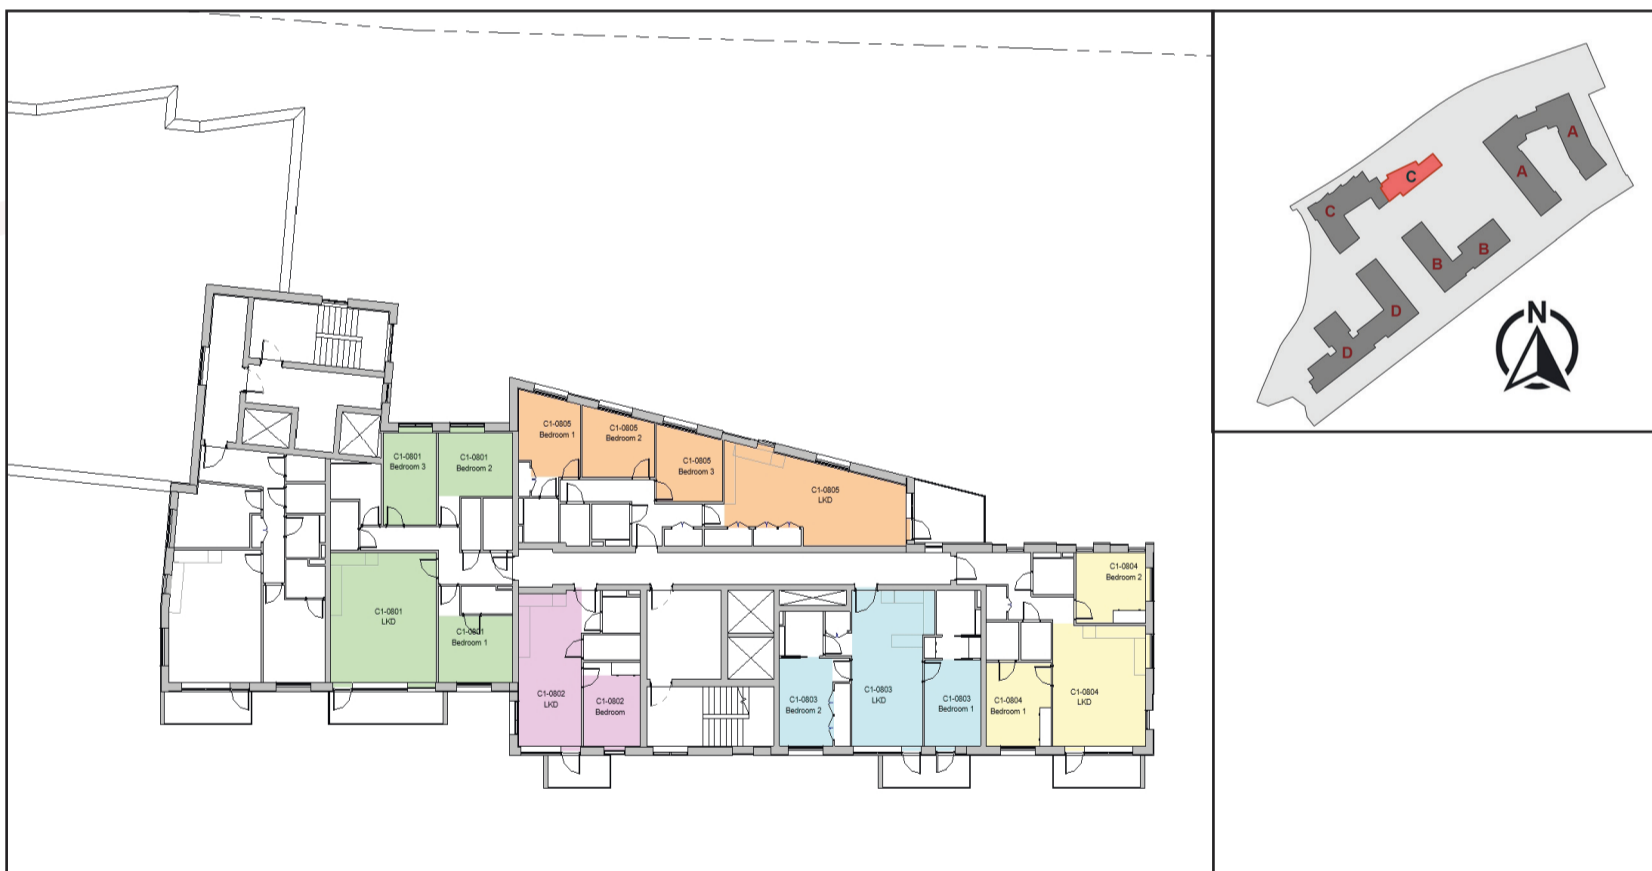 C1-0805
Bedroom 1
C1-0805
Bedroom 2
C1-0805
Bedroom 3
C1-0805
LKD
C1-0801
Bedroom 3
C1-0801
Bedroom 2
C1-0801
LKD
C1-0801
Bedroom 1
C1-0802
LKD
C1-0802
Bedroom
C1-0803
Bedroom 2
C1-0803
LKD
C1-0803
Bedroom 1
C1-0804
Bedroom 1
C1-0804
LKD
C1-0804
Bedroom 2
A
A
C
C
B
B
D
D
N